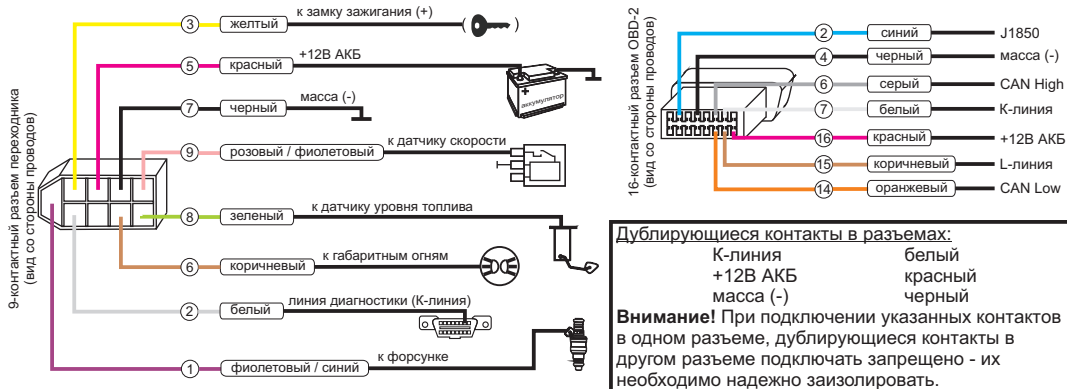 9-контактный разъем переходника
(вид со стороны проводов)
3 желтый к замку зажигания (+)
5 красный +12В АКБ
аккумулятор
7 черный масса (-)
9 розовый / фиолетовый к датчику скорости
8 зеленый к датчику уровня топлива
6 коричневый к габаритным огням
2 белый линия диагностики (К-линия)
1 фиолетовый / синий к форсунке
16-контактный разъем OBD-2
(вид со стороны проводов)
2 синий J1850
4 черный масса (-)
6 серый CAN High
7 белый К-линия
16 красный +12В АКБ
15 коричневый L-линия
14 оранжевый CAN Low
Дублирующиеся контакты в разъемах:
К-линия белый
+12В АКБ красный
масса (-) черный
Внимание! При подключении указанных контактов
в одном разъеме, дублирующиеся контакты в
другом разъеме подключать запрещено - их
необходимо надежно заизолировать.